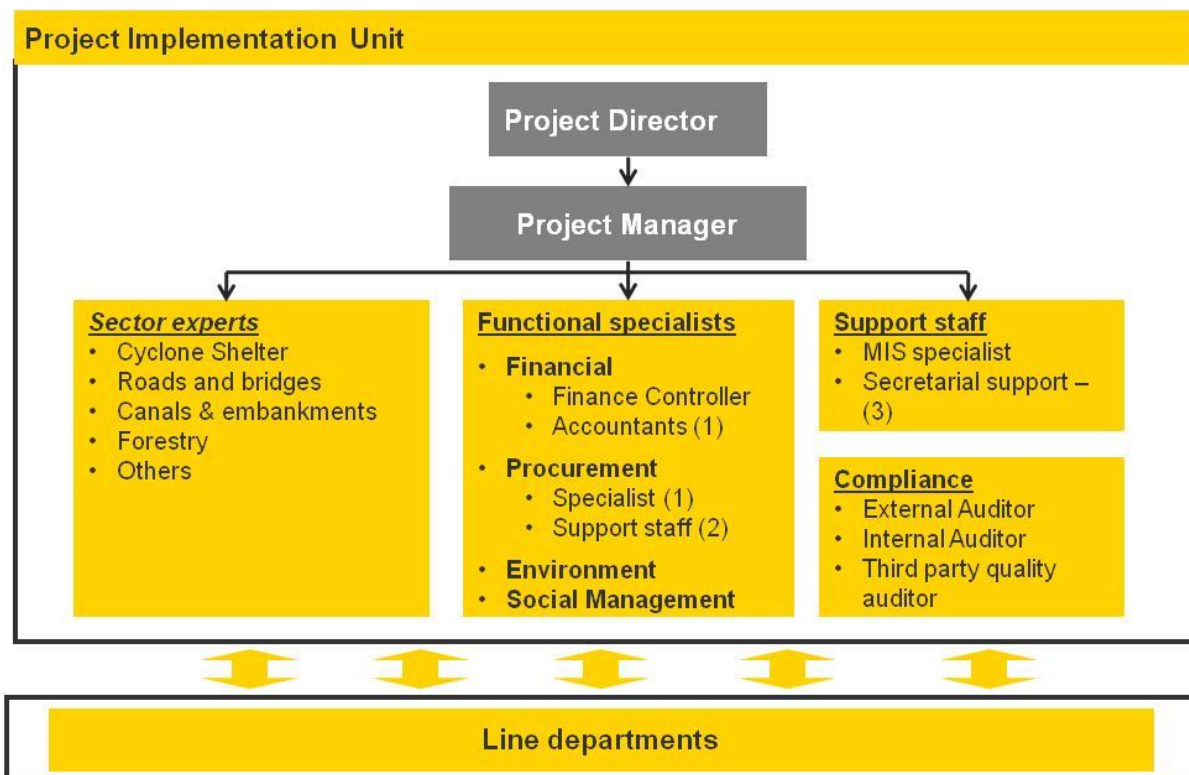 Project Implementation Unit
Project Director
Project Manager
Sector experts
• Cyclone Shelter
• Roads and bridges
• Canals & embankments
• Forestry
• Others
Functional specialists
• Financial
• Finance Controller
• Accountants (1)
• Procurement
• Specialist (1)
• Support staff (2)
• Environment
• Social Management
Support staff
• MIS specialist
• Secretarial support –
(3)
Compliance
• External Auditor
• Internal Auditor
• Third party quality
auditor
Line departments